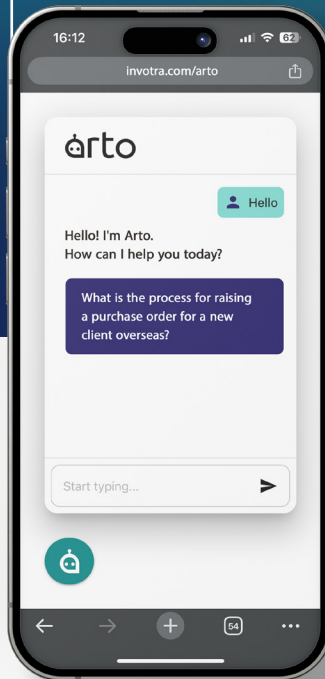 16:12
62
invotra.com/arto
arto
Hello
Hello! I'm Arto.
How can I help you today?
What is the process for raising
a purchase order for a new
client overseas?
Start typing...
54